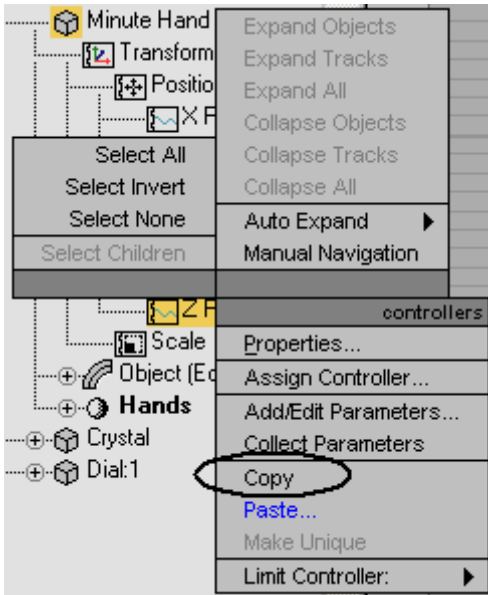 Minute Hand
Transform
Positio
X F
Expand Objects
Expand Tracks
Expand All
Collapse Objects
Collapse Tracks
Collapse All
Auto Expand
Manual Navigation
Select All
Select Invert
Select None
Select Children
Z F
Scale
Object (Ed
Hands
Crystal
Dial:1
controllers
Properties...
Assign Controller...
Add/Edit Parameters...
Collect Parameters
Copy
Paste...
Make Unique
Limit Controller: